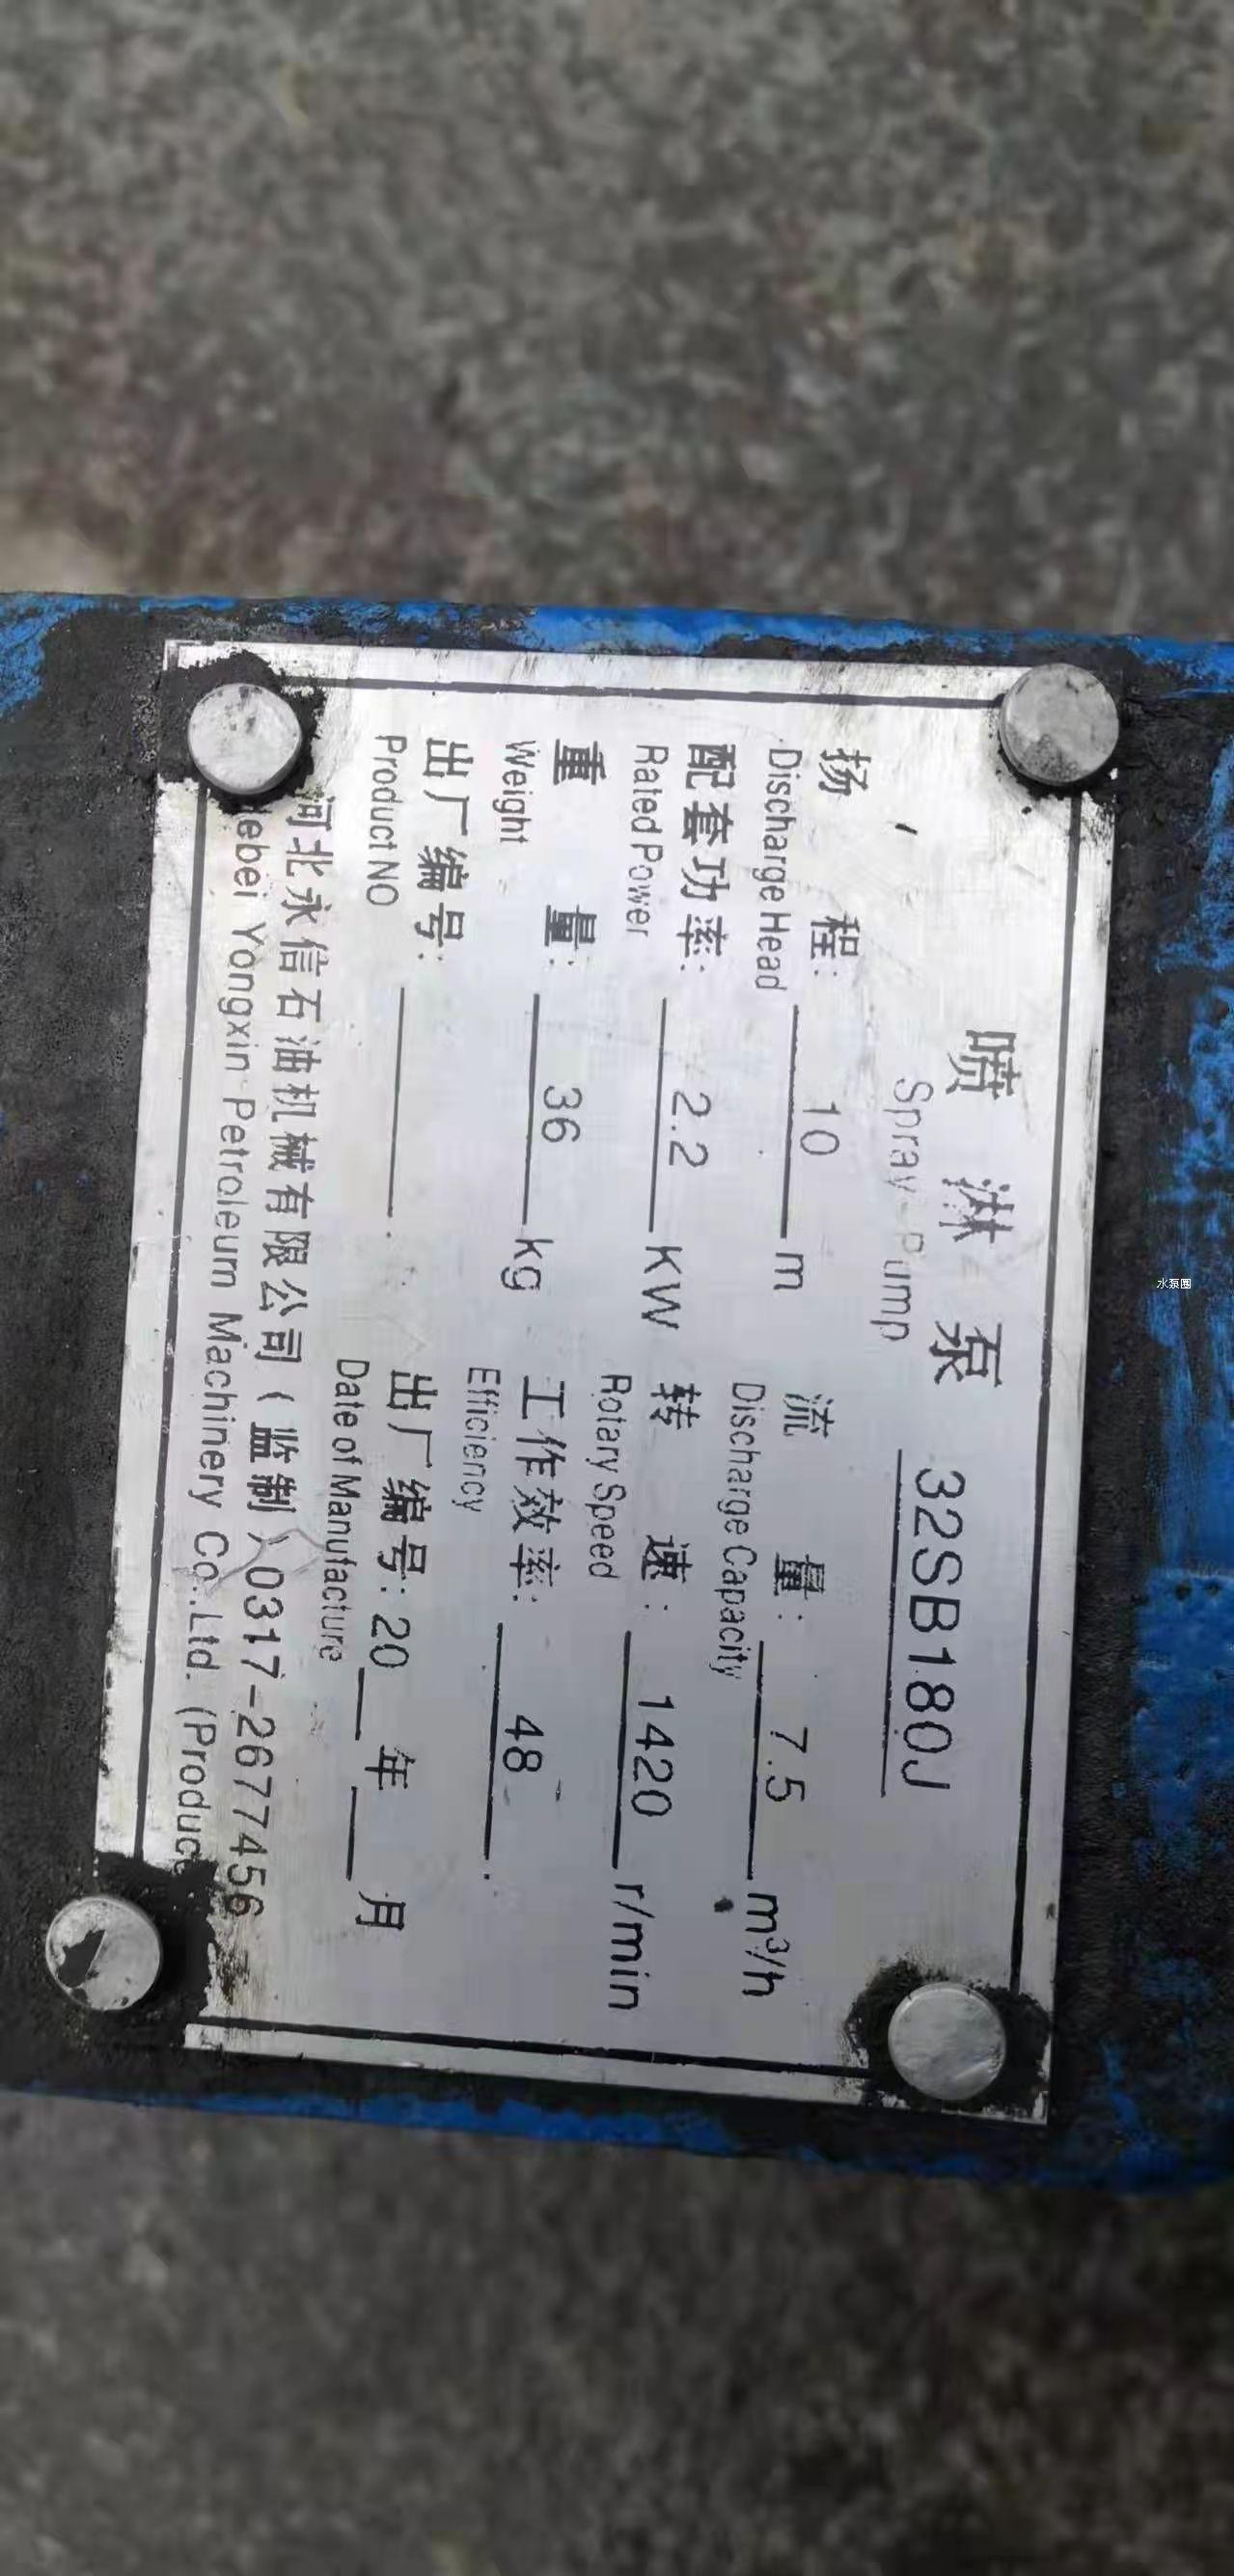 喷淋泵 32SB180J
Spray Pump
扬程: 10 m 流量: 7.5 m³/h
Discharge Head Discharge Capacity
配套功率: 2.2 KW 转速: 1420 r/min
Rated Power Rotary Speed
重量: 36 kg 工作效率: 48
Weight Efficiency
出厂编号: 出厂编号: 20 年 月
Product NO Date of Manufacture
河北永信石油机械有限公司(监制)0317-2677456
Hebei Yongxin Petroleum Machinery Co.,Ltd. (Product
水泵圈